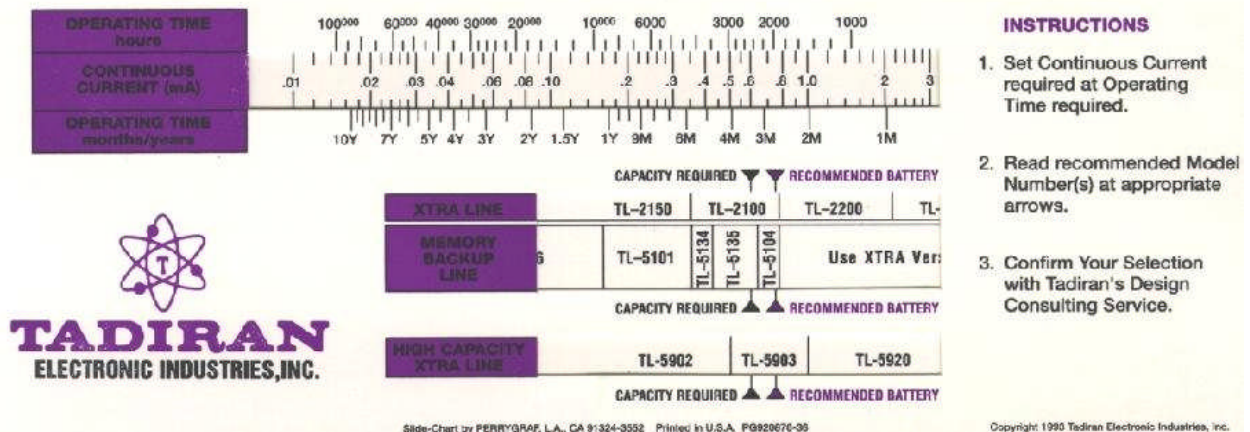 OPERATING TIME
hours
100000 60000 40000 30000 20000 10000 6000 3000 2000 1000
CONTINUOUS
CURRENT (mA)
.01 .02 .03 .04 .06 .08 .10 .2 .3 .4 .5 .6 .8 1.0 2 3
OPERATING TIME
months/years
10Y 7Y 5Y 4Y 3Y 2Y 1.5Y 1Y 9M 6M 4M 3M 2M 1M
CAPACITY REQUIRED RECOMMENDED BATTERY
XTRA LINE TL-2150 TL-2100 TL-2200 TL-
MEMORY
BACKUP
LINE
6 TL-5101 TL-5134 TL-5135 TL-5104 Use XTRA Ver
CAPACITY REQUIRED RECOMMENDED BATTERY
HIGH CAPACITY
XTRA LINE
TL-5902 TL-5903 TL-5920
CAPACITY REQUIRED RECOMMENDED BATTERY
T
TADIRAN
ELECTRONIC INDUSTRIES,INC.
INSTRUCTIONS
1. Set Continuous Current
required at Operating
Time required.
2. Read recommended Model
Number(s) at appropriate
arrows.
3. Confirm Your Selection
with Tadiran's Design
Consulting Service.
Slide-Chart by PERRYGRAF, L.A., CA 91324-3552 Printed in U.S.A. PG920670-36
Copyright 1993 Tadiran Electronic Industries, Inc.